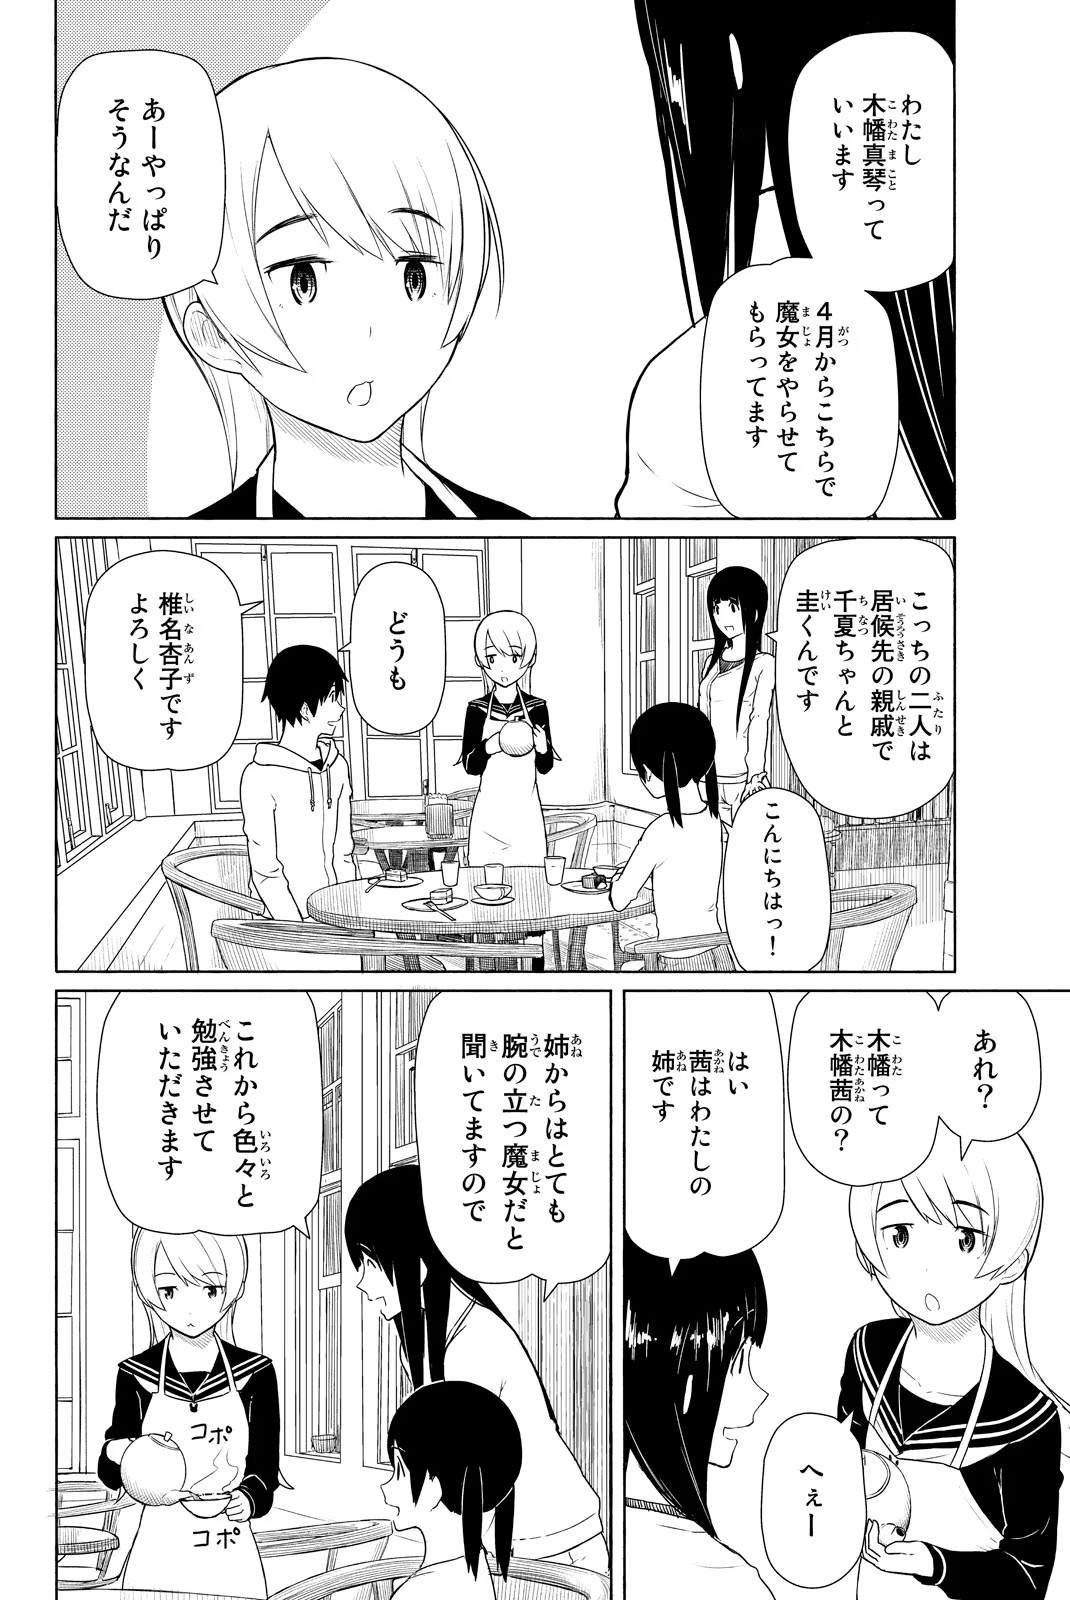 わたし
木幡真琴って
いいます
4月からこちらで
魔女をやらせて
もらってます
あーやっぱり
そうなんだ
こっちの二人は
居候先の親戚で
千夏ちゃんと
圭くんです
こんにちはっ!
どうも
椎名杏子です
よろしく
あれ?
木幡って
木幡茜の?
はい
茜はわたしの
姉です
へぇー
姉からはとても
腕の立つ魔女だと
聞いてますので
これから色々と
勉強させて
いただきます
コポ
コポ